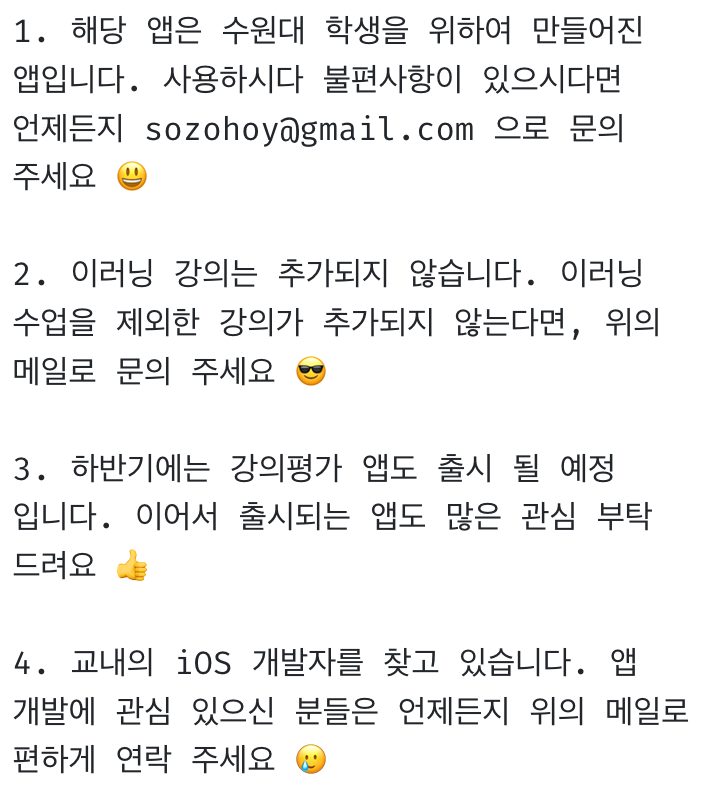 1. 해당 앱은 수원대 학생을 위하여 만들어진
앱입니다. 사용하시다 불편사항이 있으시다면
언제든지 sozohoy@gmail.com 으로 문의
주세요 😃
2. 이러닝 강의는 추가되지 않습니다. 이러닝
수업을 제외한 강의가 추가되지 않는다면, 위의
메일로 문의 주세요 😎
3. 하반기에는 강의평가 앱도 출시 될 예정
입니다. 이어서 출시되는 앱도 많은 관심 부탁
드려요 👍
4. 교내의 iOS 개발자를 찾고 있습니다. 앱
개발에 관심 있으신 분들은 언제든지 위의 메일로
편하게 연락 주세요 🥲